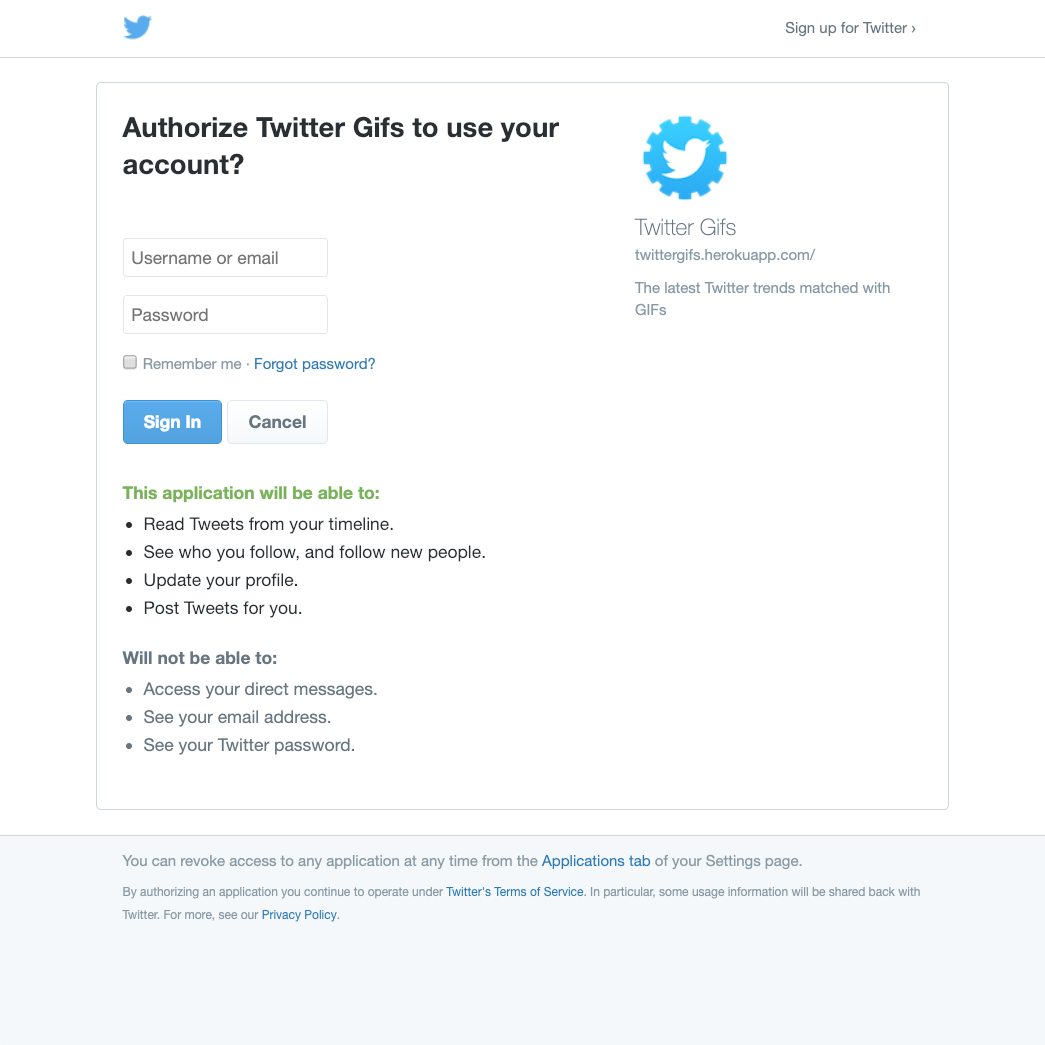 Sign up for Twitter ›
Authorize Twitter Gifs to use your
account?
Username or email
Password
Remember me · Forgot password?
Sign In
Cancel
Twitter Gifs
twittergifs.herokuapp.com/
The latest Twitter trends matched with
GIFs
This application will be able to:
• Read Tweets from your timeline.
• See who you follow, and follow new people.
• Update your profile.
• Post Tweets for you.
Will not be able to:
• Access your direct messages.
• See your email address.
• See your Twitter password.
You can revoke access to any application at any time from the Applications tab of your Settings page.
By authorizing an application you continue to operate under Twitter's Terms of Service. In particular, some usage information will be shared back with
Twitter. For more, see our Privacy Policy.